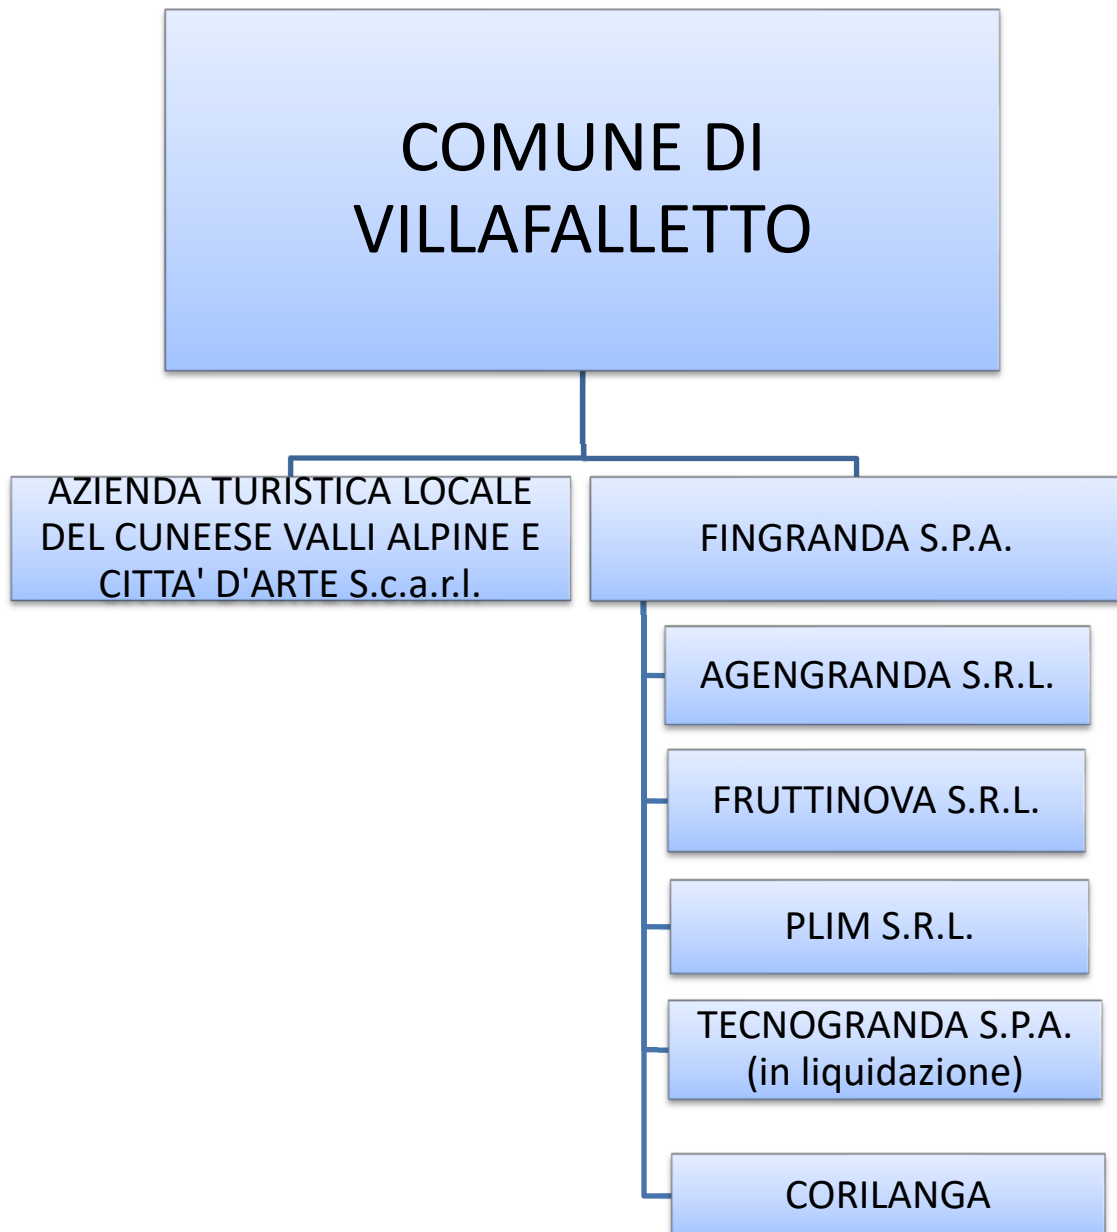 COMUNE DI
VILLAFALLETTO
AZIENDA TURISTICA LOCALE
DEL CUNEESE VALLI ALPINE E
CITTA' D'ARTE S.c.a.r.l.
FINGRANDA S.P.A.
AGENGRANDA S.R.L.
FRUTTINOVA S.R.L.
PLIM S.R.L.
TECNOGRANDA S.P.A.
(in liquidazione)
CORILANGA